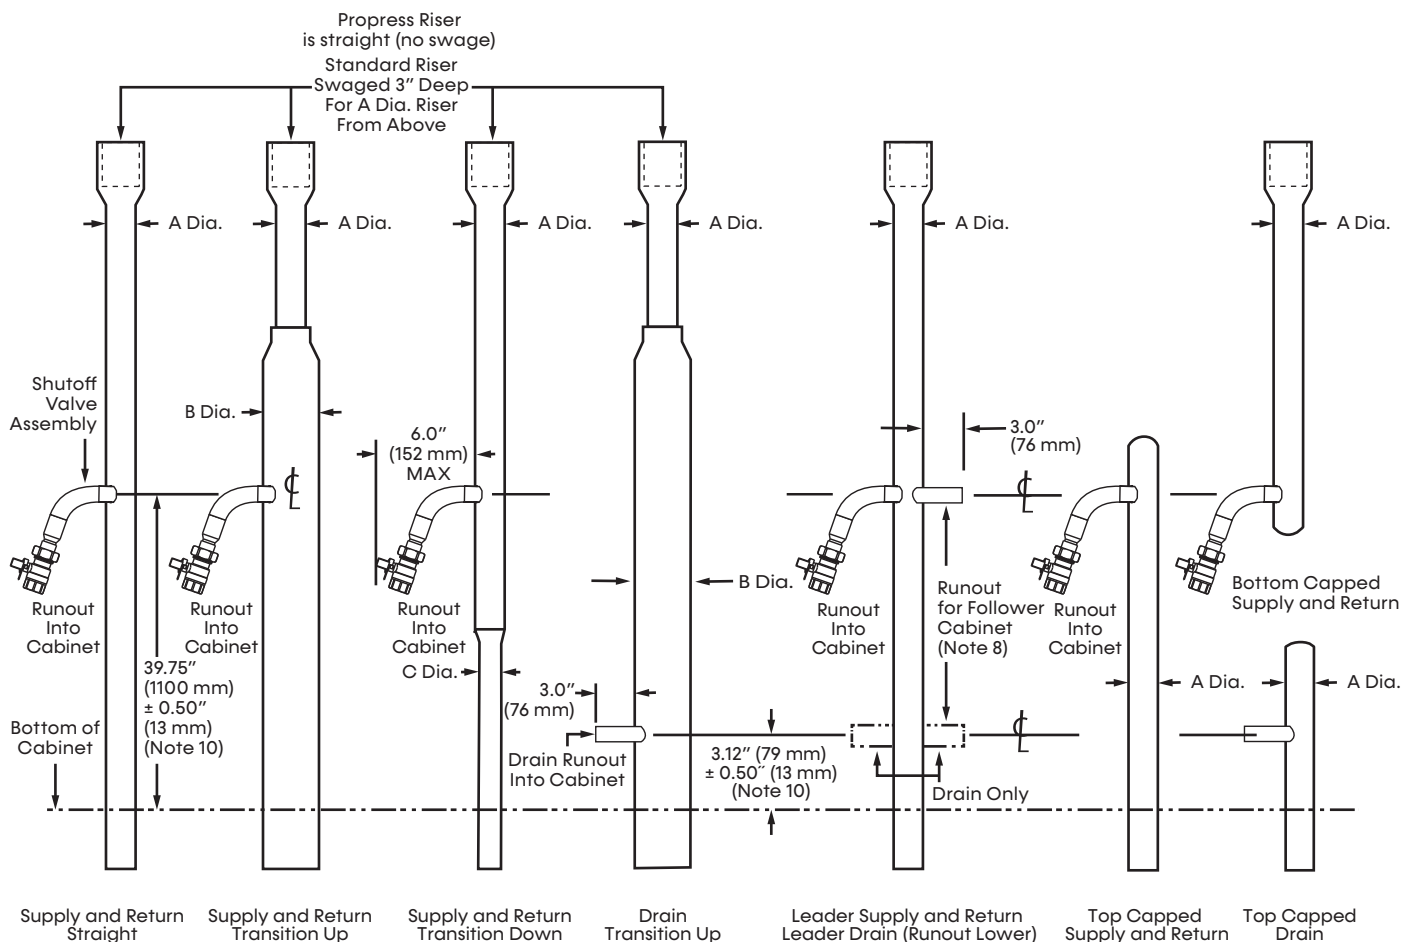 Propress Riser
is straight (no swage)
Standard Riser
Swaged 3” Deep
For A Dia. Riser
From Above
A Dia.
A Dia.
A Dia.
A Dia.
A Dia.
A Dia.
Shutoff
Valve
Assembly
B Dia.
6.0”
(152 mm)
MAX
3.0”
(76 mm)
℄
℄
Runout
Into
Cabinet
Runout
Into
Cabinet
Runout
Into
Cabinet
B Dia.
Runout
Into
Cabinet
Runout
for Follower
Cabinet
(Note 8)
Runout
Into
Cabinet
Bottom Capped
Supply and Return
39.75”
(1100 mm)
± 0.50”
(13 mm)
(Note 10)
C Dia.
3.0”
(76 mm)
A Dia.
A Dia.
Bottom of
Cabinet
Drain Runout
Into Cabinet
3.12” (79 mm)
± 0.50˝ (13 mm)
(Note 10)
℄
Drain Only
Supply and Return
Straight
Supply and Return
Transition Up
Supply and Return
Transition Down
Drain
Transition Up
Leader Supply and Return
Leader Drain (Runout Lower)
Top Capped
Supply and Return
Top Capped
Drain